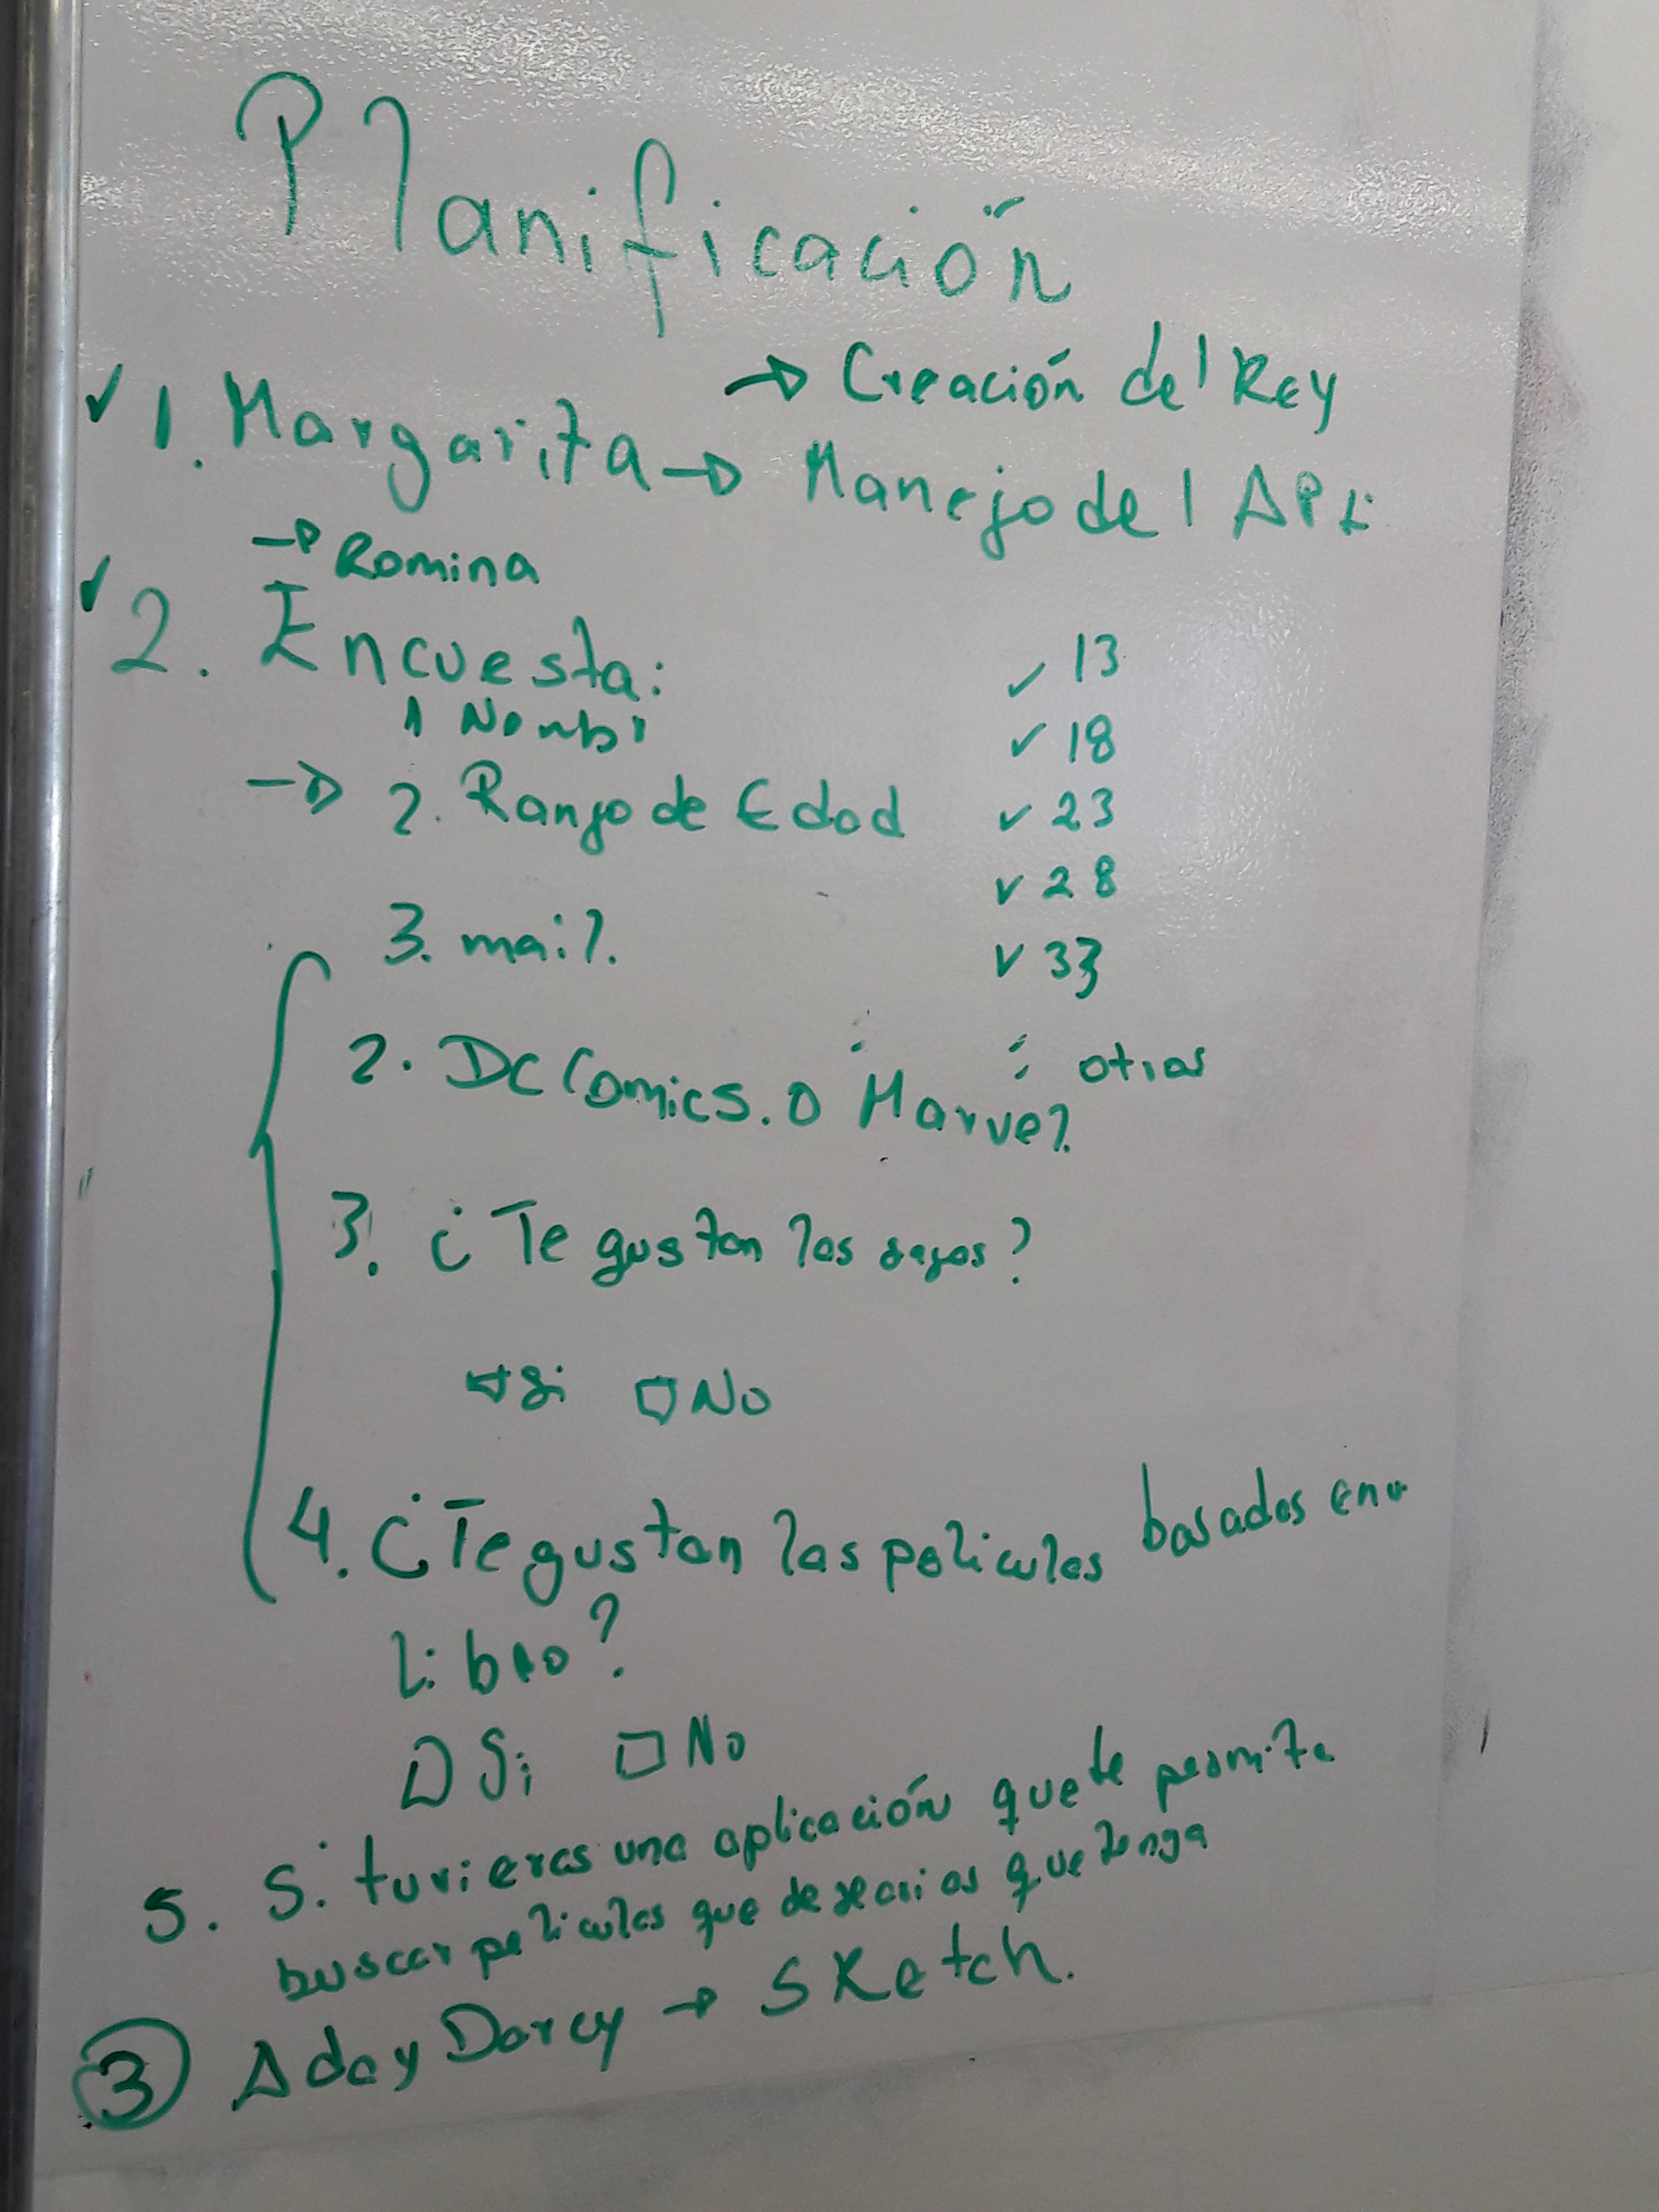 Planificación
→ Creación del Key
✓ 1. Margarita → Manejo del API
→ Romina
✓ 2. Encuesta:
1 Nombr
→ 2. Rango de Edad
✓ 13
✓ 18
✓ 23
✓ 28
✓ 33
3. mail.
2. DC Comics. o Marvel. otras
3. ¿Te gustan las sagas?
□ Si □ No
4. ¿Te gustan las peliculas basadas en
libro?
□ Si □ No
5. Si tuvieras una aplicación que te permita
buscar peliculas que desearias que tenga
3 Ada y Darcy → Sketch.